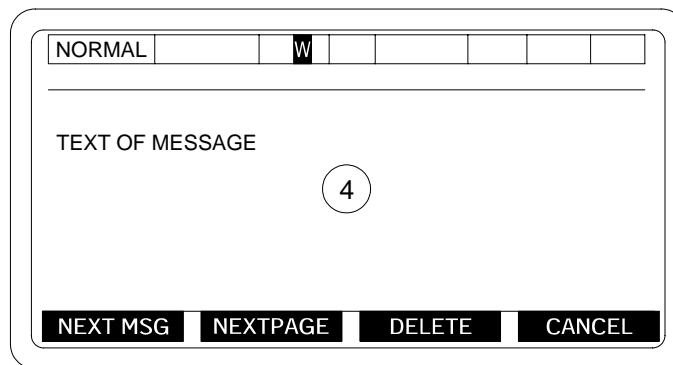 NORMAL W
TEXT OF MESSAGE
4
NEXT MSG NEXTPAGE DELETE CANCEL